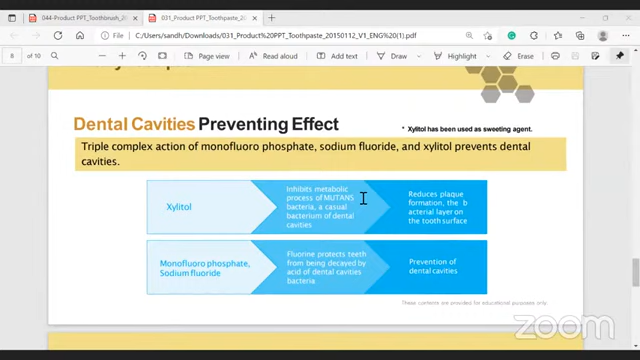 044-Product PPT_Toothbrush_20
031_Product PPT_Toothpaste_2015
File
C:/Users/sandh/Downloads/031_Product%20PPT_Toothpaste_20150112_V1_ENG%20(1).pdf
8 of 10
Page view
Read aloud
Add text
Draw
Highlight
Erase
Dental Cavities Preventing Effect
* Xylitol has been used as sweeting agent.
Triple complex action of monofluoro phosphate, sodium fluoride, and xylitol prevents dental
cavities.
Xylitol
Inhibits metabolic
process of MUTANS
bacteria, a casual
bacterium of dental
cavities
Reduces plaque
formation, the b
acterial layer on
the tooth surface
Monofluoro phosphate,
Sodium fluoride
Fluorine protects teeth
from being decayed by
acid of dental cavities
bacteria
Prevention of
dental cavities
These contents are provided for educational purposes only.
zoom